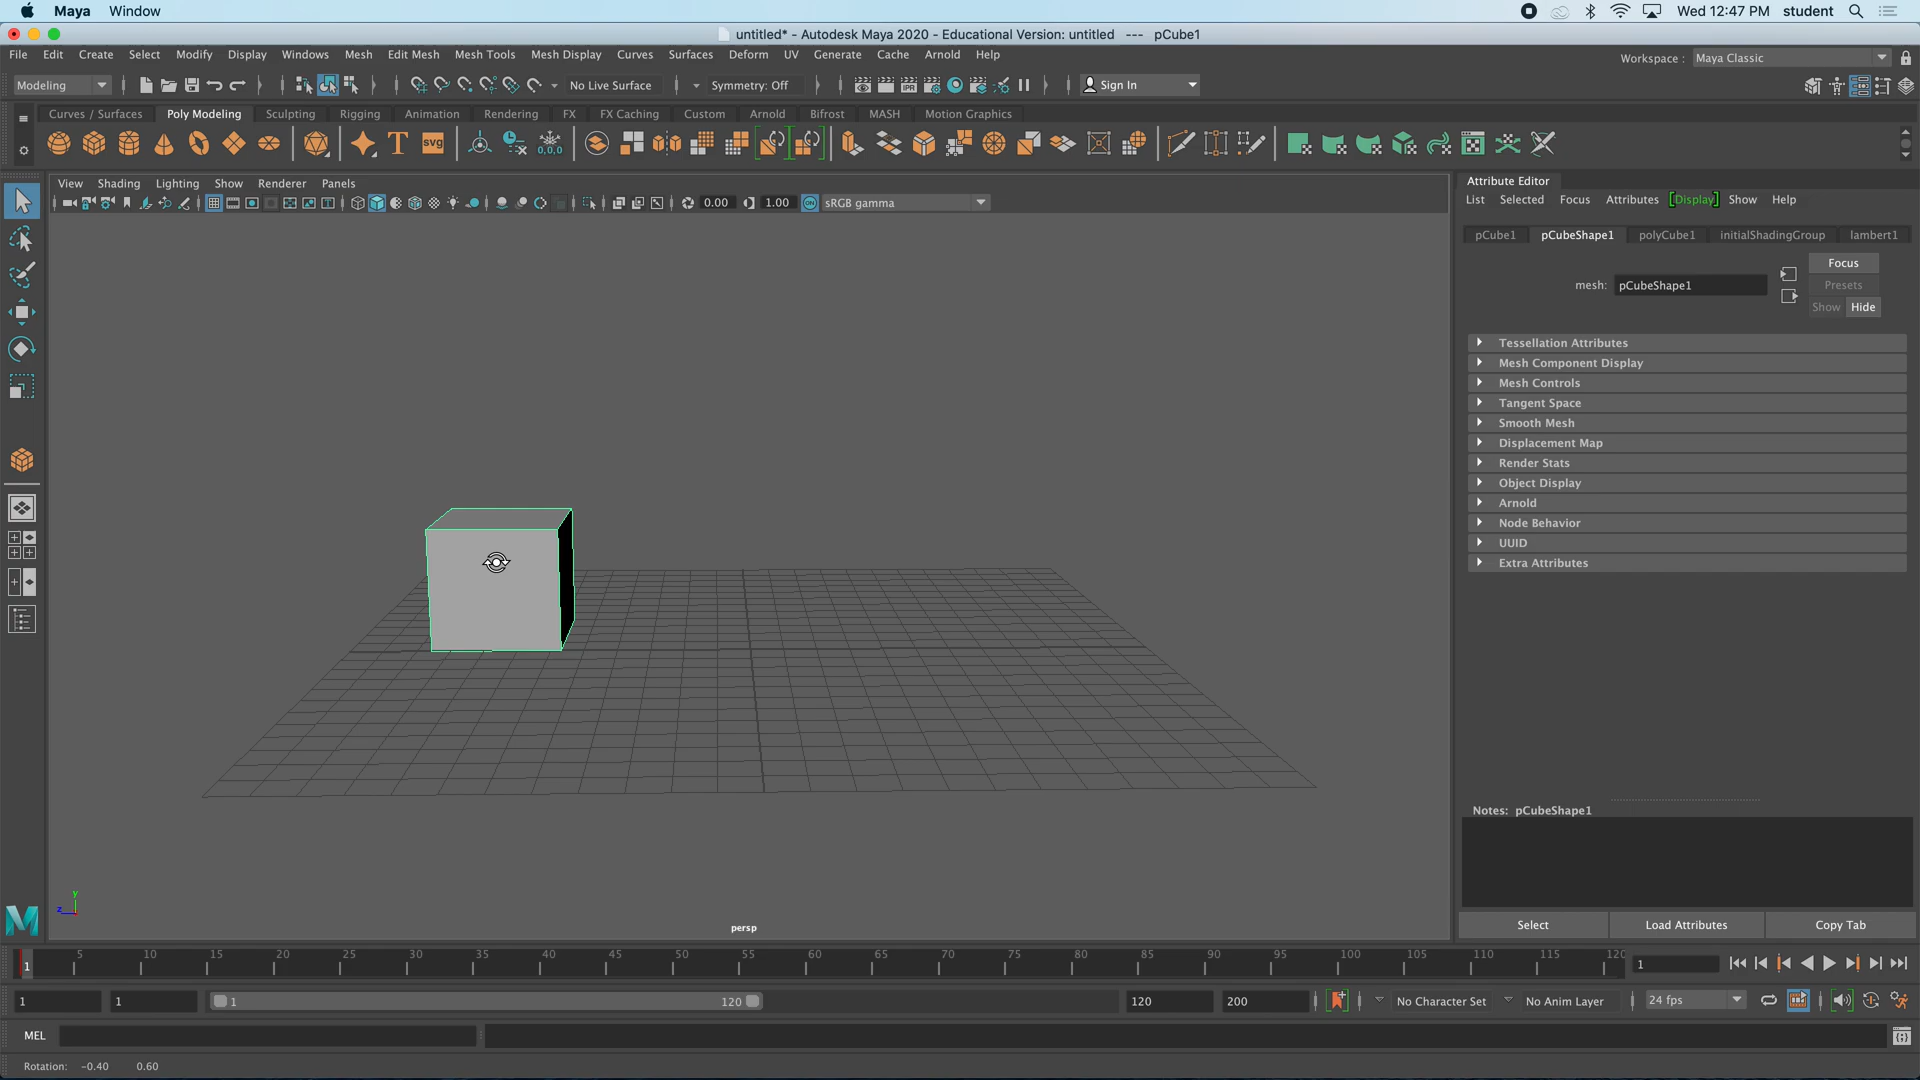 Maya Window Wed 12:47 PM student
untitled* - Autodesk Maya 2020 - Educational Version: untitled --- pCube1
File Edit Create Select Modify Display Windows Mesh Edit Mesh Mesh Tools Mesh Display Curves Surfaces Deform UV Generate Cache Arnold Help Workspace : Maya Classic
Modeling No Live Surface Symmetry: Off IPR Sign In
Curves / Surfaces Poly Modeling Sculpting Rigging Animation Rendering FX FX Caching Custom Arnold Bifrost MASH Motion Graphics
T SVG 0,0,0
View Shading Lighting Show Renderer Panels
0.00 1.00 ON sRGB gamma
Attribute Editor
List Selected Focus Attributes [Display] Show Help
pCube1 pCubeShape1 polyCube1 initialShadingGroup lambert1
Focus
mesh: pCubeShape1
Presets
Show Hide
Tessellation Attributes
Mesh Component Display
Mesh Controls
Tangent Space
Smooth Mesh
Displacement Map
Render Stats
Object Display
Arnold
Node Behavior
UUID
Extra Attributes
Notes: pCubeShape1
y
z
persp
Select Load Attributes Copy Tab
5 10 15 20 25 30 35 40 45 50 55 60 65 70 75 80 85 90 95 100 105 110 115 120
1 1
1 1 1 120 120 200 No Character Set No Anim Layer 24 fps
MEL
Rotation: -0.40 0.60